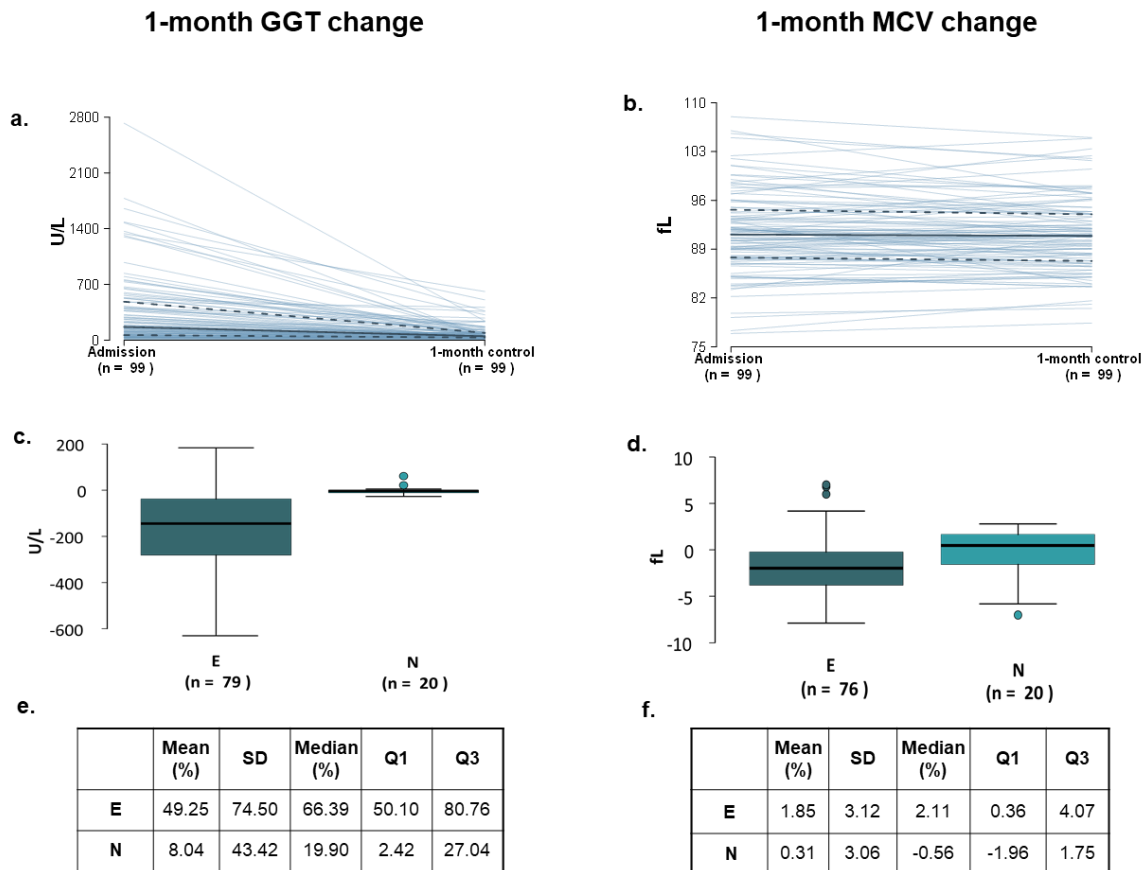 1-month GGT change
1-month MCV change
a.
2800
2100
1400
700
0
U/L
Admission
(n = 99 )
1-month control
(n = 99 )
b.
110
103
96
89
82
75
fL
Admission
(n = 99 )
1-month control
(n = 99 )
c.
200
0
-200
-400
-600
U/L
E
(n = 79 )
N
(n = 20 )
d.
10
5
0
-5
-10
fL
E
(n = 76 )
N
(n = 20 )
e.
Mean (%) SD Median (%) Q1 Q3
E 49.25 74.50 66.39 50.10 80.76
N 8.04 43.42 19.90 2.42 27.04
f.
Mean (%) SD Median (%) Q1 Q3
E 1.85 3.12 2.11 0.36 4.07
N 0.31 3.06 -0.56 -1.96 1.75